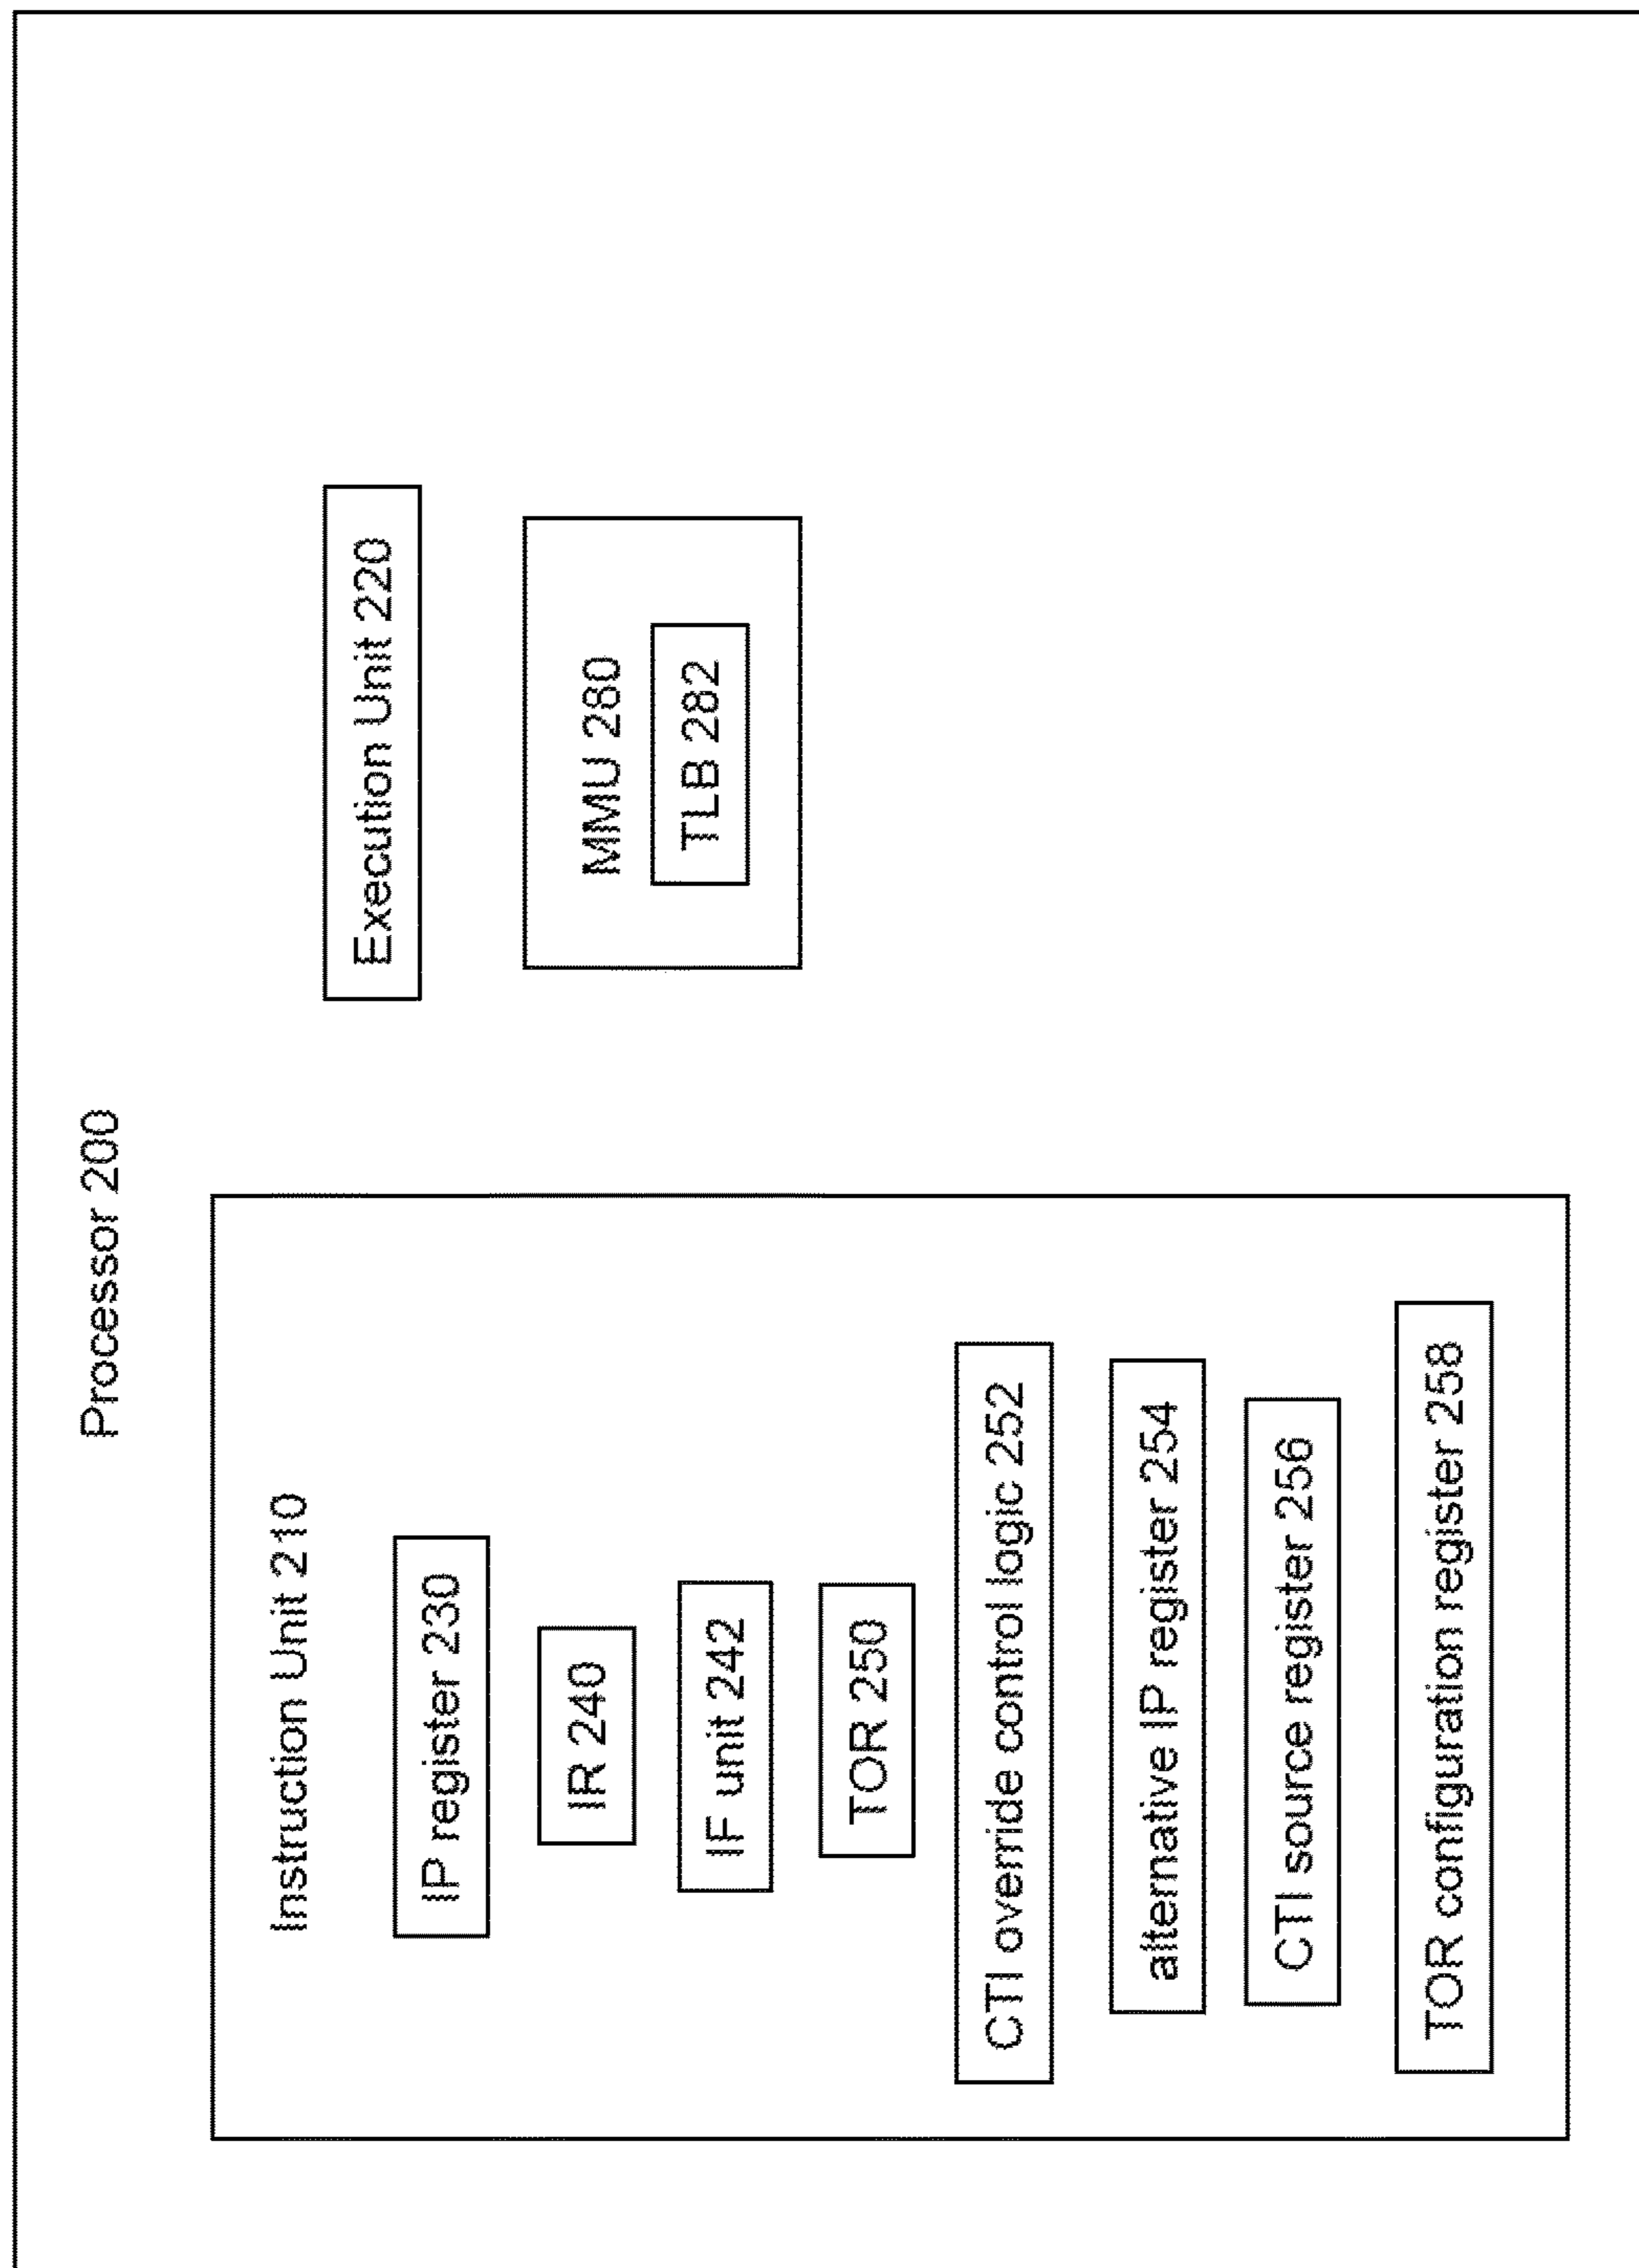 Processor 200
Instruction Unit 210
IP register 230
IR 240
IF unit 242
TOR 250
CTI override control logic 252
alternative IP register 254
CTI source register 256
TOR configuration register 258
Execution Unit 220
MMU 280
TLB 282